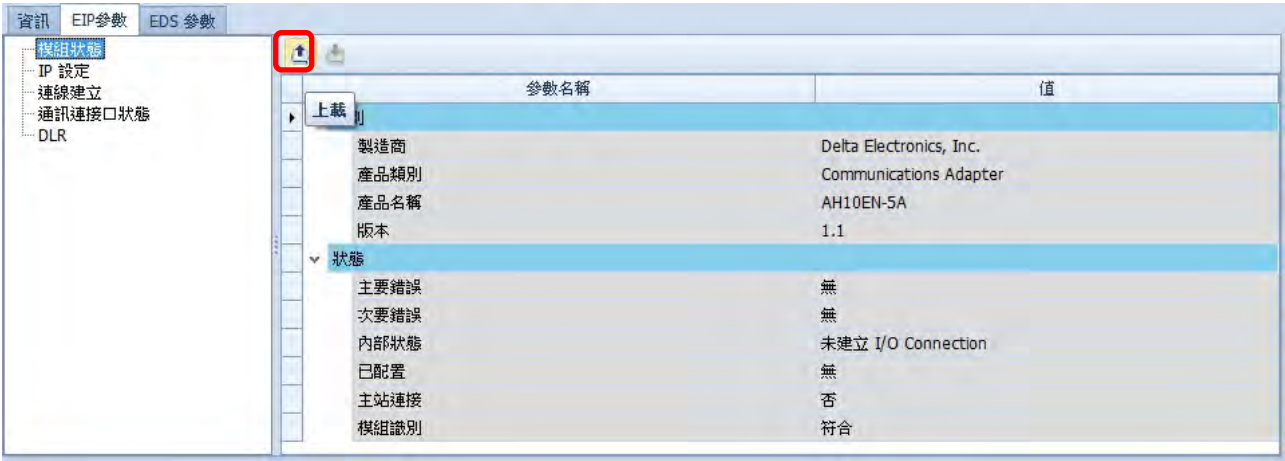 資訊 EIP參數 EDS 參數
模組狀態
IP 設定
連線建立
通訊連接口狀態
DLR
參數名稱 值
上載
別
製造商 Delta Electronics, Inc.
產品類別 Communications Adapter
產品名稱 AH10EN-5A
版本 1.1
狀態
主要錯誤 無
次要錯誤 無
內部狀態 未建立 I/O Connection
已配置 無
主站連接 否
模組識別 符合